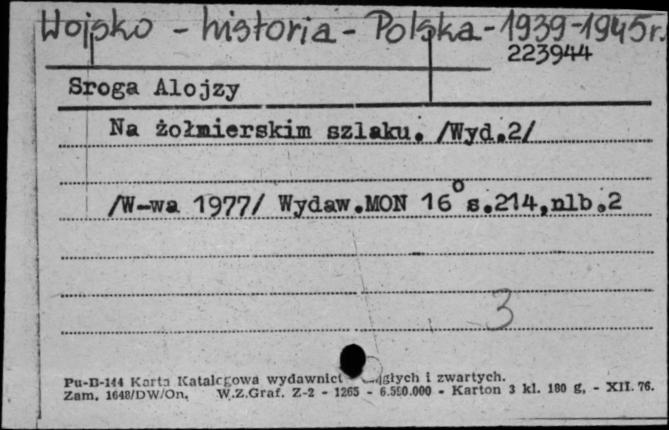 Wojsko - historia - Polska - 1939-1945r.
223944
Sroga Alojzy
Na żołnierskim szlaku. /Wyd.2/
/W-wa 1977/ Wydaw.MON 16° s.214,nlb.2
3
Pu-B-144 Karta Katalogowa wydawnict ciągłych i zwartych.
Zam. 1648/DW/On. W.Z.Graf. Z-2 - 1265 - 6.550.000 - Karton 3 kl. 180 g. - XII. 76.